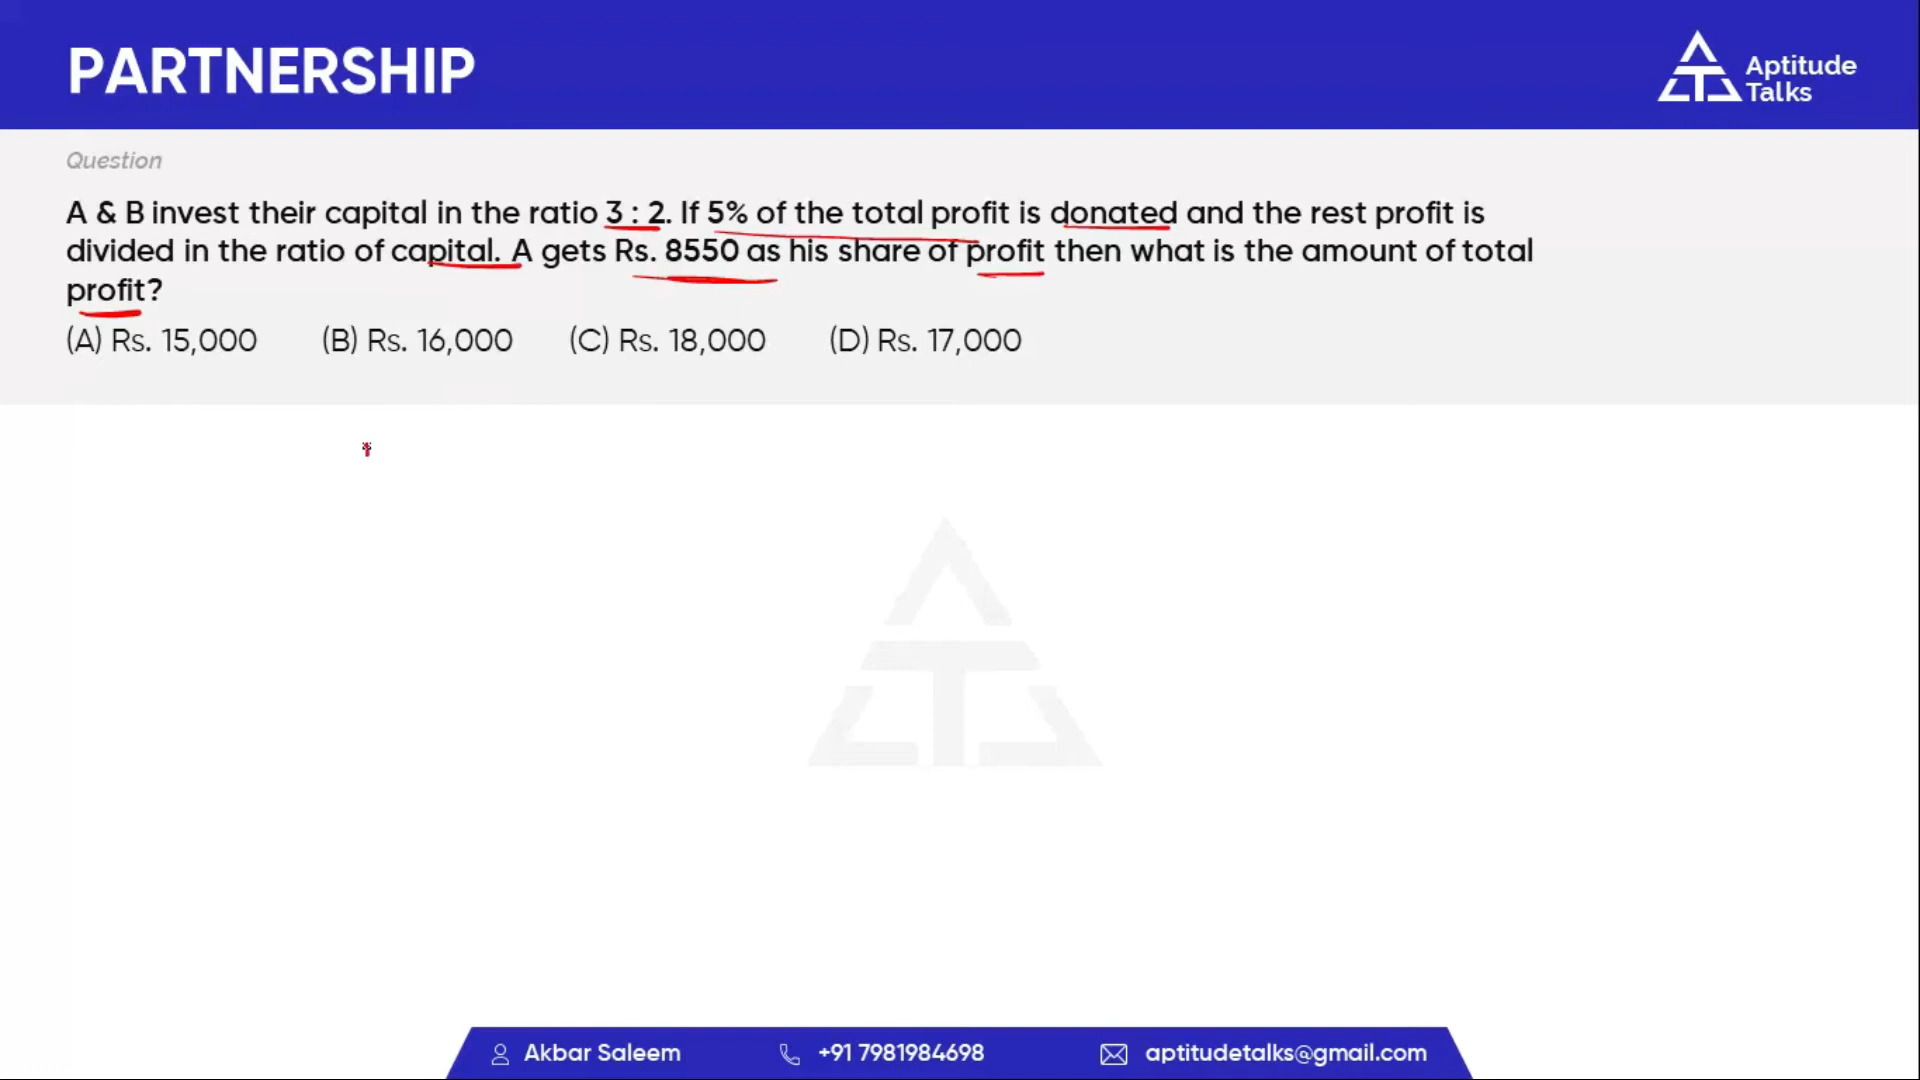 PARTNERSHIP
Aptitude
Talks
Question
A & B invest their capital in the ratio 3 : 2. If 5% of the total profit is donated and the rest profit is
divided in the ratio of capital. A gets Rs. 8550 as his share of profit then what is the amount of total
profit?
(A) Rs. 15,000 (B) Rs. 16,000 (C) Rs. 18,000 (D) Rs. 17,000
Akbar Saleem +91 7981984698 aptitudetalks@gmail.com